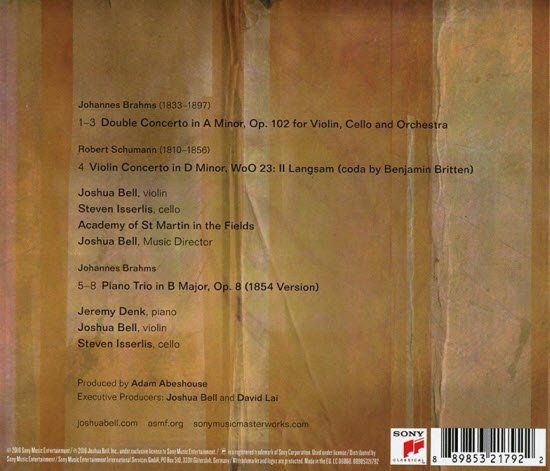 Johannes Brahms (1833–1897)
1–3 Double Concerto in A Minor, Op. 102 for Violin, Cello and Orchestra
Robert Schumann (1810–1856)
4 Violin Concerto in D Minor, WoO 23: II Langsam (coda by Benjamin Britten)
Joshua Bell, violin
Steven Isserlis, cello
Academy of St Martin in the Fields
Joshua Bell, Music Director
Johannes Brahms
5–8 Piano Trio in B Major, Op. 8 (1854 Version)
Jeremy Denk, piano
Joshua Bell, violin
Steven Isserlis, cello
Produced by Adam Abeshouse
Executive Producers: Joshua Bell and David Lai
joshuabell.com asmf.org sonymusicmasterworks.com
SONY
CLASSICAL
8 89853 21792 2
℗ 2016 Sony Music Entertainment / © 2016 Joshua Bell, Inc. under exclusive license to Sony Music Entertainment. / is a registered trademark of Sony Corporation. Used under license / Distributed by
Sony Music Entertainment / Sony Music Entertainment International Services GmbH, PO Box 510, 33311 Gütersloh, Germany / All trademarks and logos are protected. Made in the EU. LC 06868. 88985321792